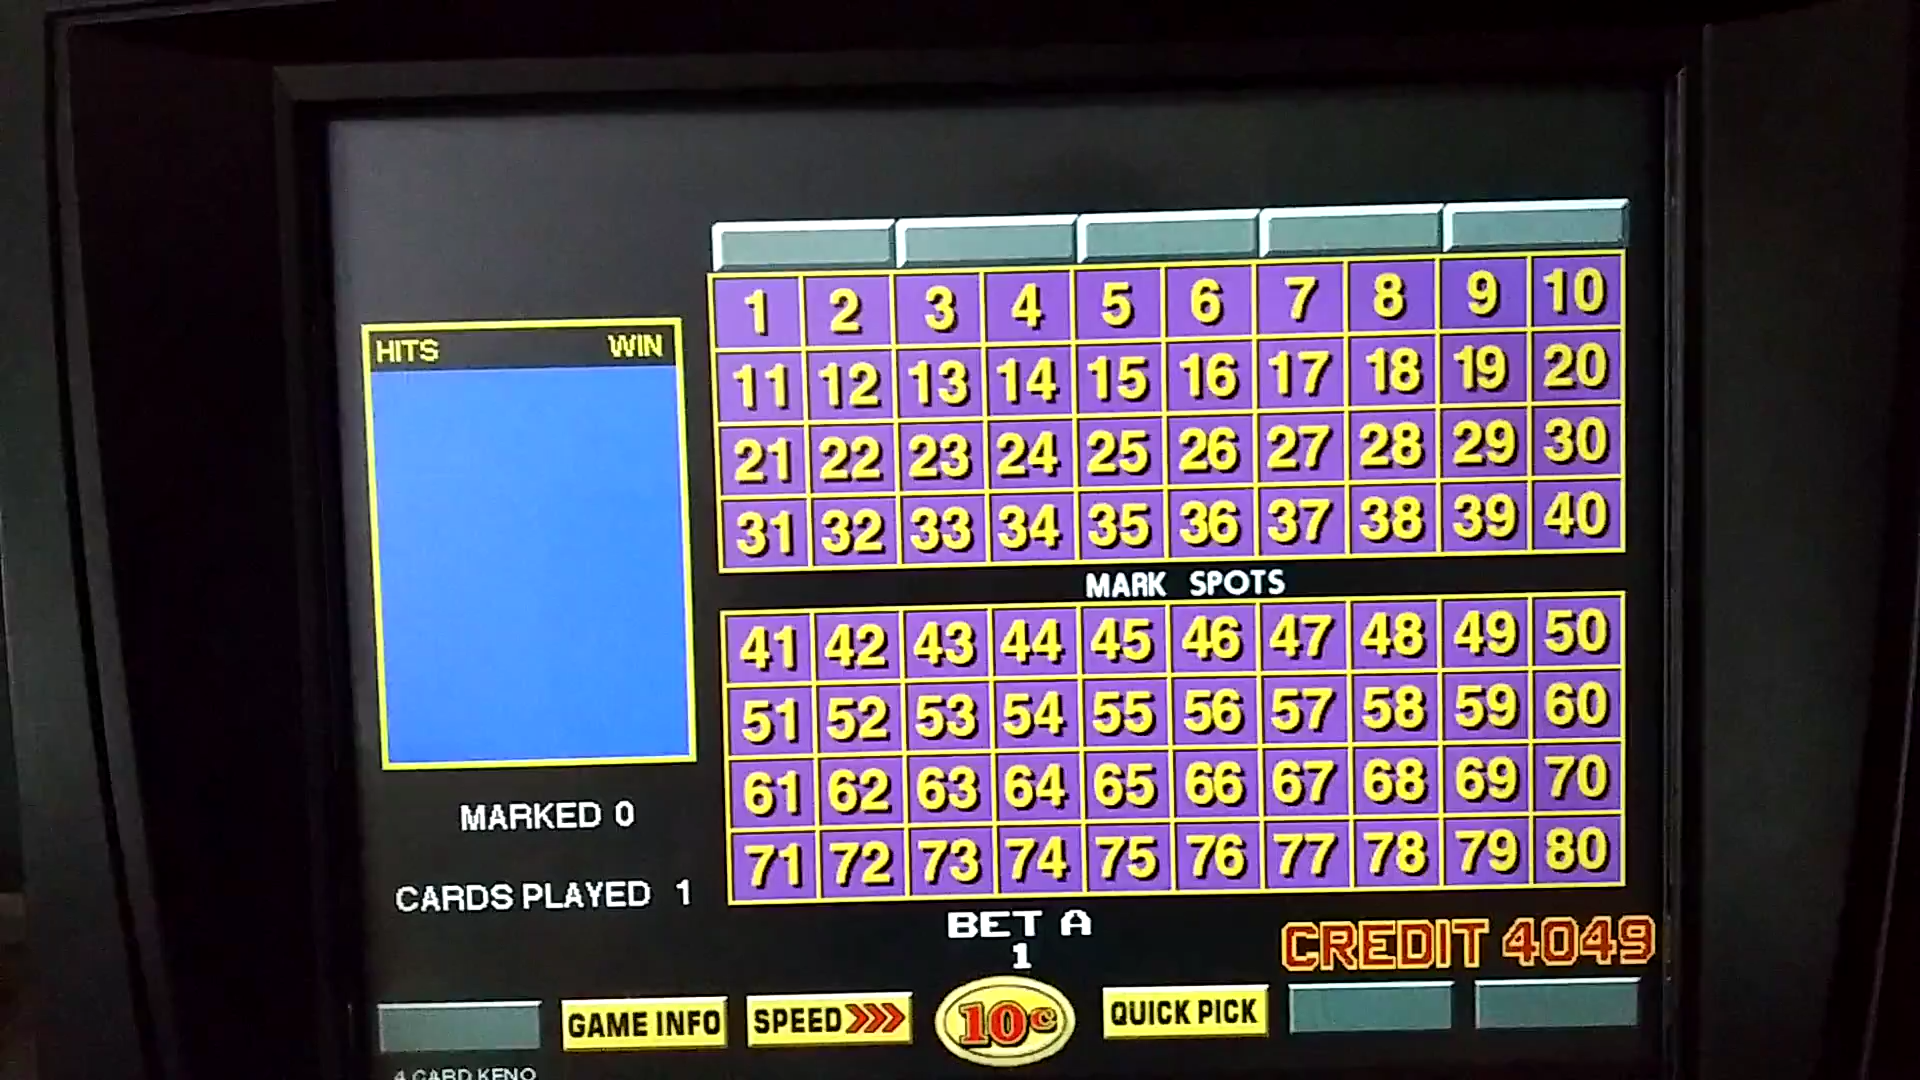 HITS WIN
1 2 3 4 5 6 7 8 9 10
11 12 13 14 15 16 17 18 19 20
21 22 23 24 25 26 27 28 29 30
31 32 33 34 35 36 37 38 39 40
MARK SPOTS
41 42 43 44 45 46 47 48 49 50
51 52 53 54 55 56 57 58 59 60
61 62 63 64 65 66 67 68 69 70
71 72 73 74 75 76 77 78 79 80
MARKED 0
CARDS PLAYED 1
BET A
1
CREDIT 4049
GAME INFO
SPEED>>>
10¢
QUICK PICK
4 CARD KENO